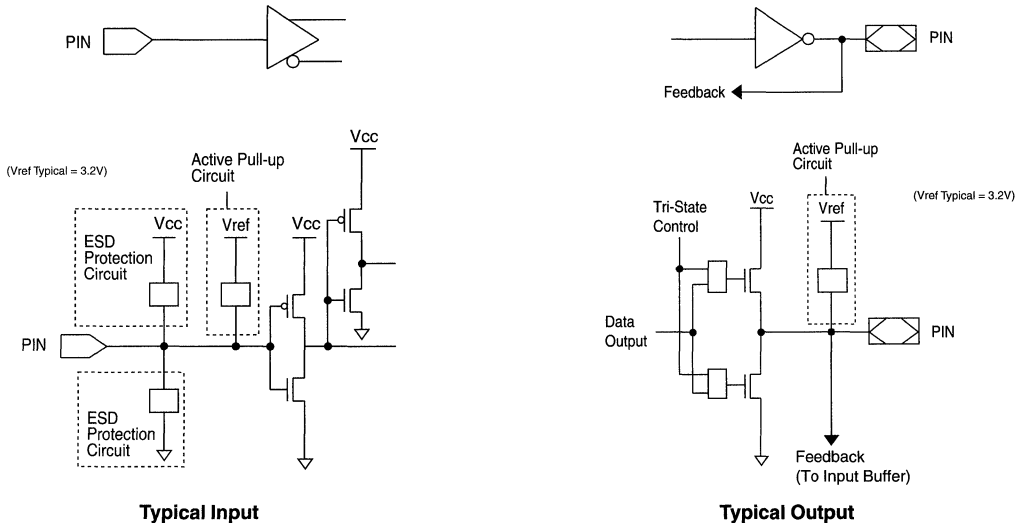 PIN
PIN
Feedback
Vcc
Active Pull-up
Circuit
(Vref Typical = 3.2V)
Vcc
Vref
Vcc
ESD
Protection
Circuit
PIN
ESD
Protection
Circuit
Typical Input
Active Pull-up
Circuit
(Vref Typical = 3.2V)
Tri-State
Control
Vcc
Vref
Data
Output
PIN
Feedback
(To Input Buffer)
Typical Output